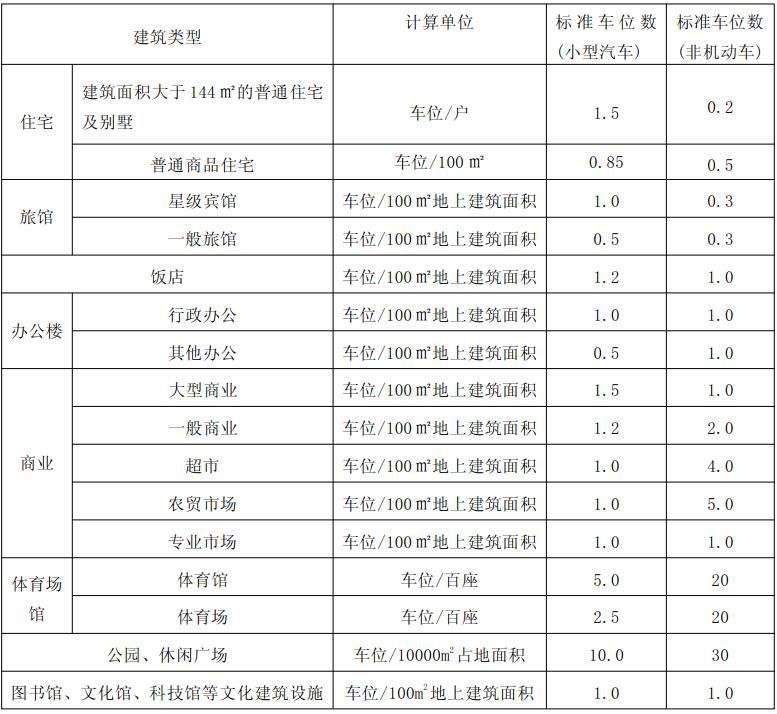 建筑类型 计算单位 标准车位数 标准车位数
(小型汽车) (非机动车)
住宅 建筑面积大于144㎡的普通住宅 车位/户 1.5 0.2
及别墅
普通商品住宅 车位/100㎡ 0.85 0.5
旅馆 星级宾馆 车位/100㎡地上建筑面积 1.0 0.3
一般旅馆 车位/100㎡地上建筑面积 0.5 0.3
饭店 车位/100㎡地上建筑面积 1.2 1.0
办公楼 行政办公 车位/100㎡地上建筑面积 1.0 1.0
其他办公 车位/100㎡地上建筑面积 0.5 1.0
商业 大型商业 车位/100㎡地上建筑面积 1.5 1.0
一般商业 车位/100㎡地上建筑面积 1.2 2.0
超市 车位/100㎡地上建筑面积 1.0 4.0
农贸市场 车位/100㎡地上建筑面积 1.0 5.0
专业市场 车位/100㎡地上建筑面积 1.0 1.0
体育场 体育馆 车位/百座 5.0 20
馆 体育场 车位/百座 2.5 20
公园、休闲广场 车位/10000m²占地面积 10.0 30
图书馆、文化馆、科技馆等文化建筑设施 车位/100m²地上建筑面积 1.0 1.0